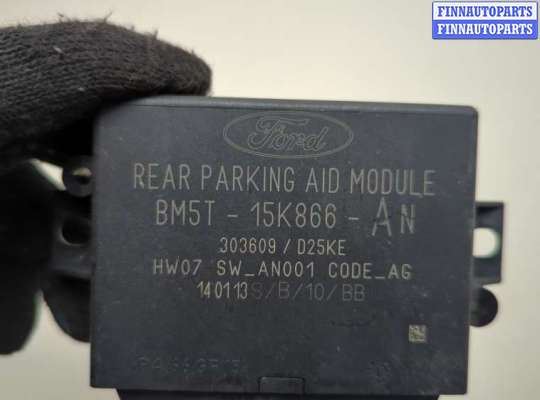 FINNAUTOPARTS
FINNAUTOPARTS
Ford
REAR PARKING AID MODULE
BM5T - 15K866 - AN
303609 / D25KE
HW07 SW_AN001 CODE_AG
140113S/B/10/BB